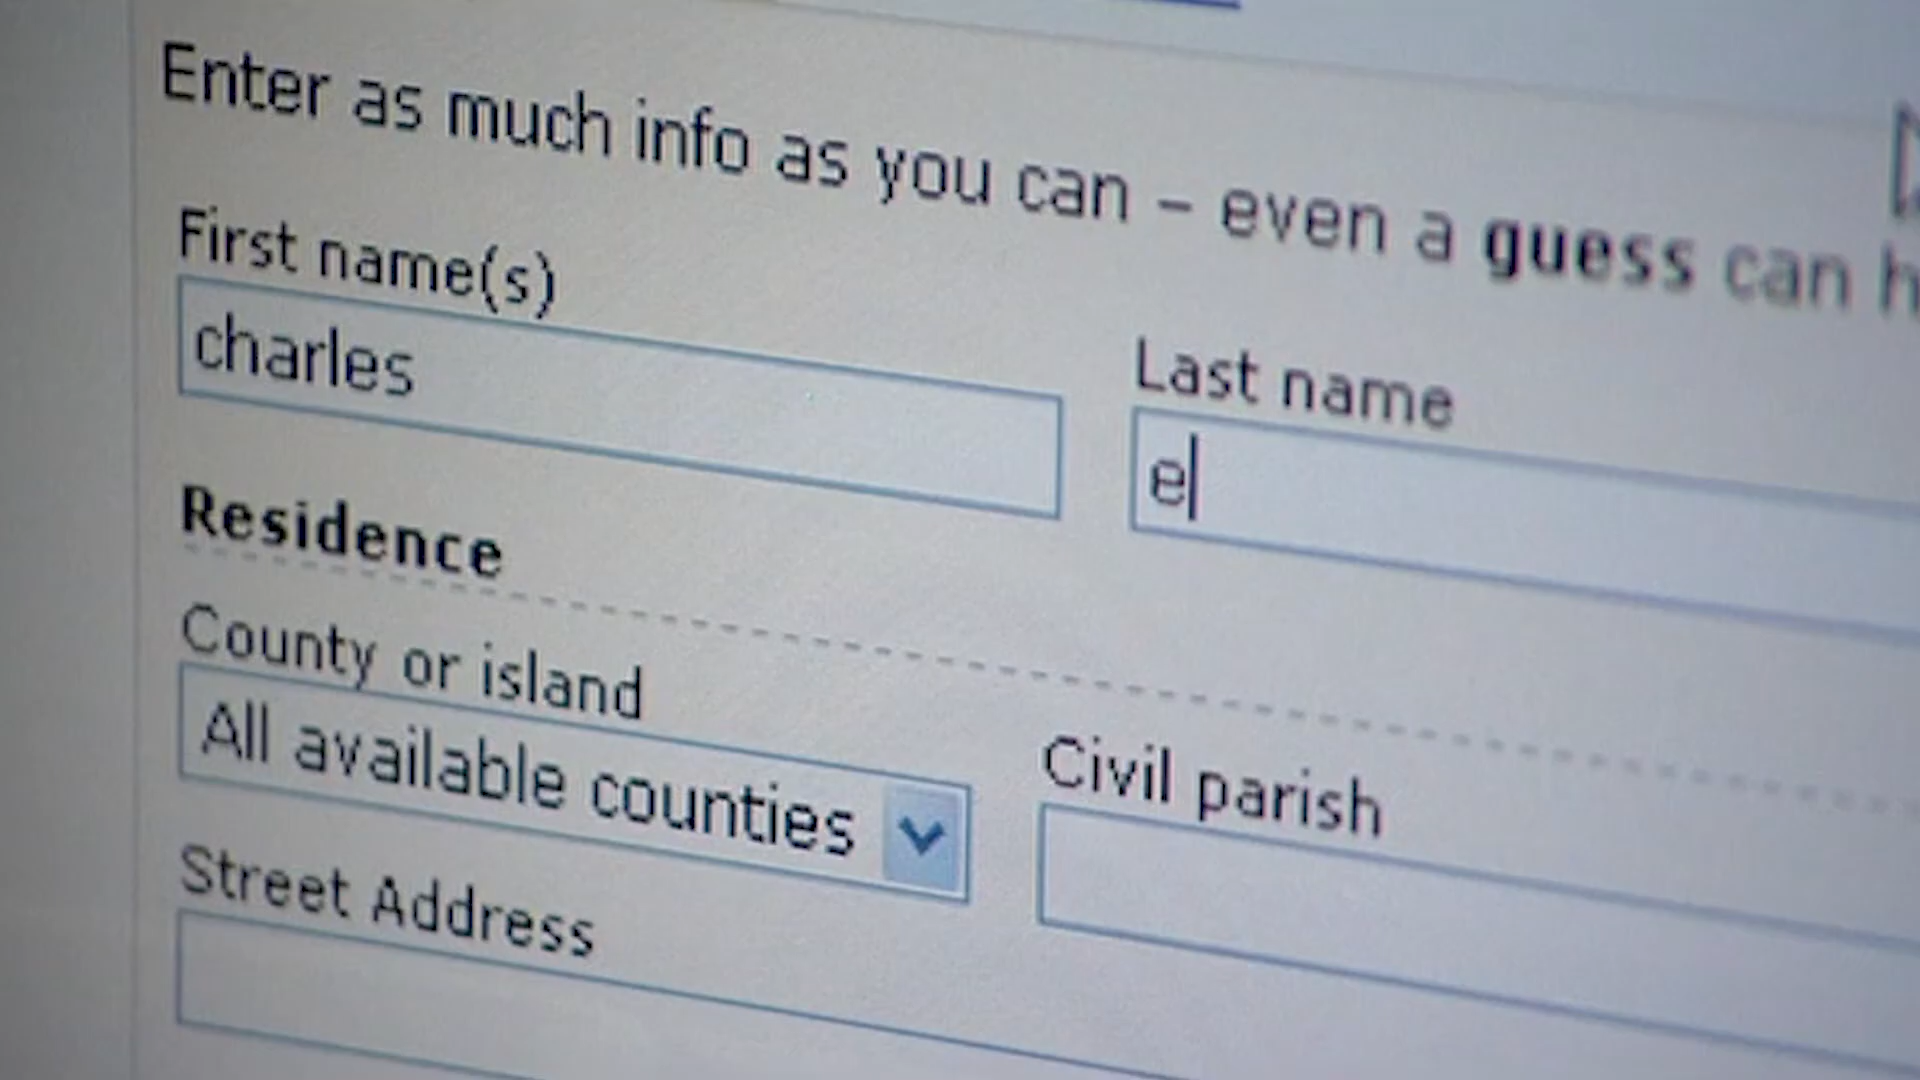 Enter as much info as you can – even a guess can
First name(s)
Last name
charles
e
Residence
County or island
Civil parish
All available counties
Street Address